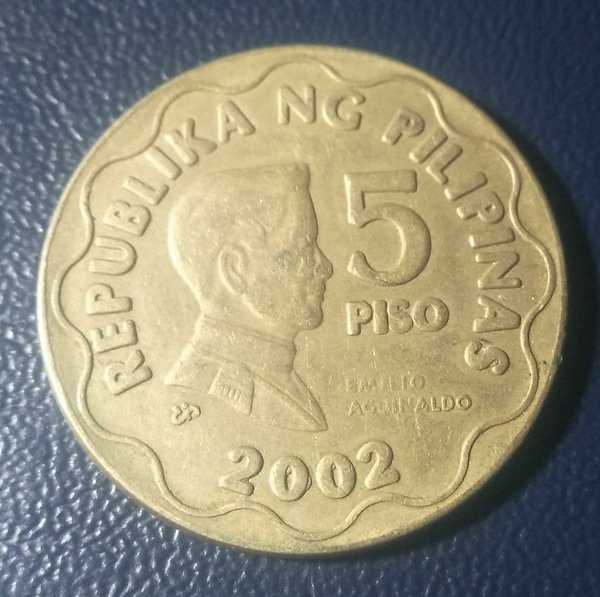 REPUBLIKA NG PILIPINAS
5
PISO
EMILIO
AGUINALDO
2002